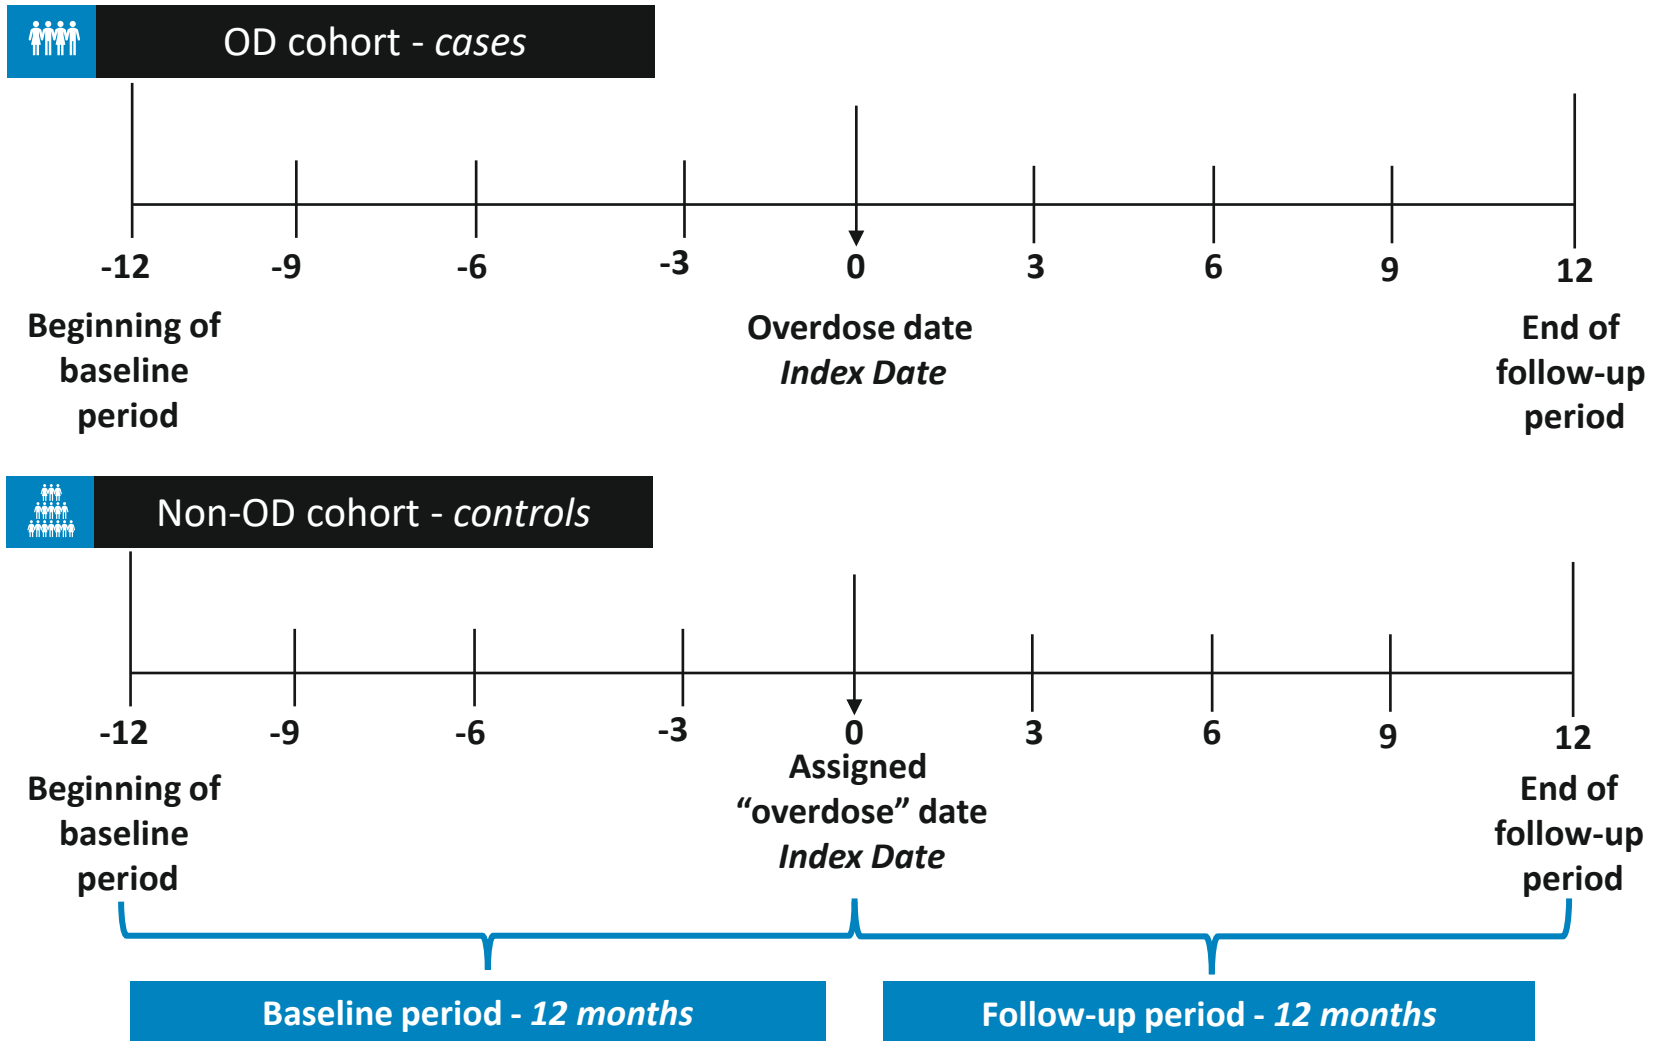 OD cohort - cases
-12 -9 -6 -3 0 3 6 9 12
Beginning of
baseline
period
Overdose date
Index Date
End of
follow-up
period
Non-OD cohort - controls
-12 -9 -6 -3 0 3 6 9 12
Beginning of
baseline
period
Assigned
“overdose” date
Index Date
End of
follow-up
period
Baseline period - 12 months
Follow-up period - 12 months